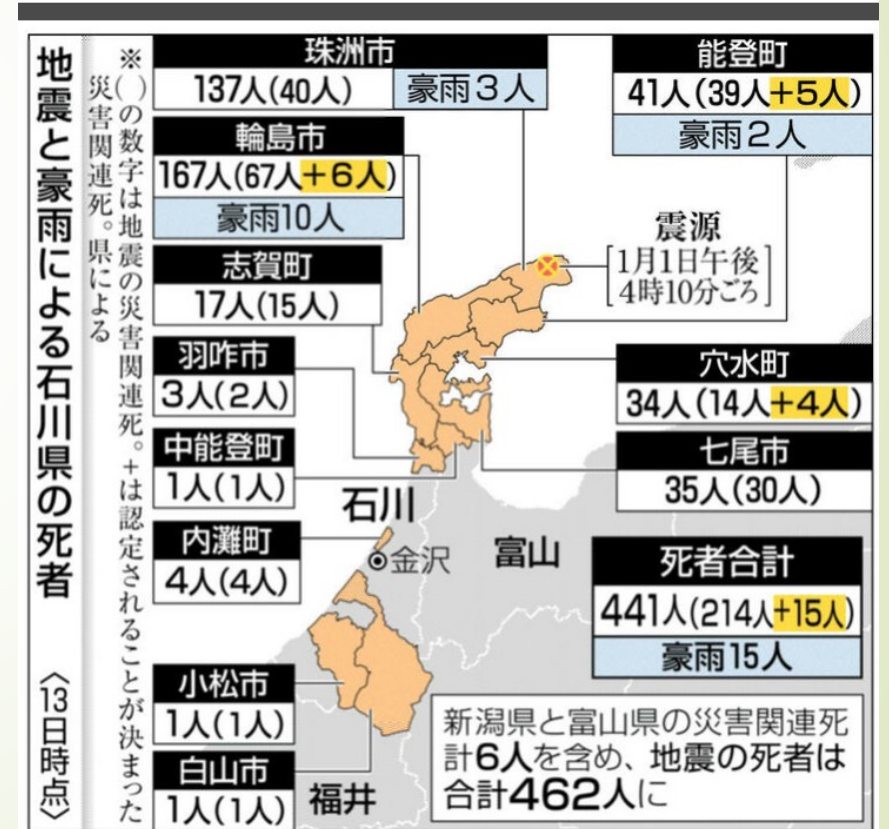 地震と豪雨による石川県の死者
〈13日時点〉
※( )の数字は地震の災害関連死。+は認定されることが決まった
災害関連死。県による
珠洲市
137人(40人)
豪雨3人
能登町
41人(39人+5人)
豪雨2人
輪島市
167人(67人+6人)
豪雨10人
震源
1月1日午後
4時10分ごろ
志賀町
17人(15人)
羽咋市
3人(2人)
穴水町
34人(14人+4人)
中能登町
1人(1人)
七尾市
35人(30人)
石川
内灘町
4人(4人)
金沢
富山
死者合計
441人(214人+15人)
豪雨15人
小松市
1人(1人)
白山市
1人(1人)
福井
新潟県と富山県の災害関連死
計6人を含め、地震の死者は
合計462人に